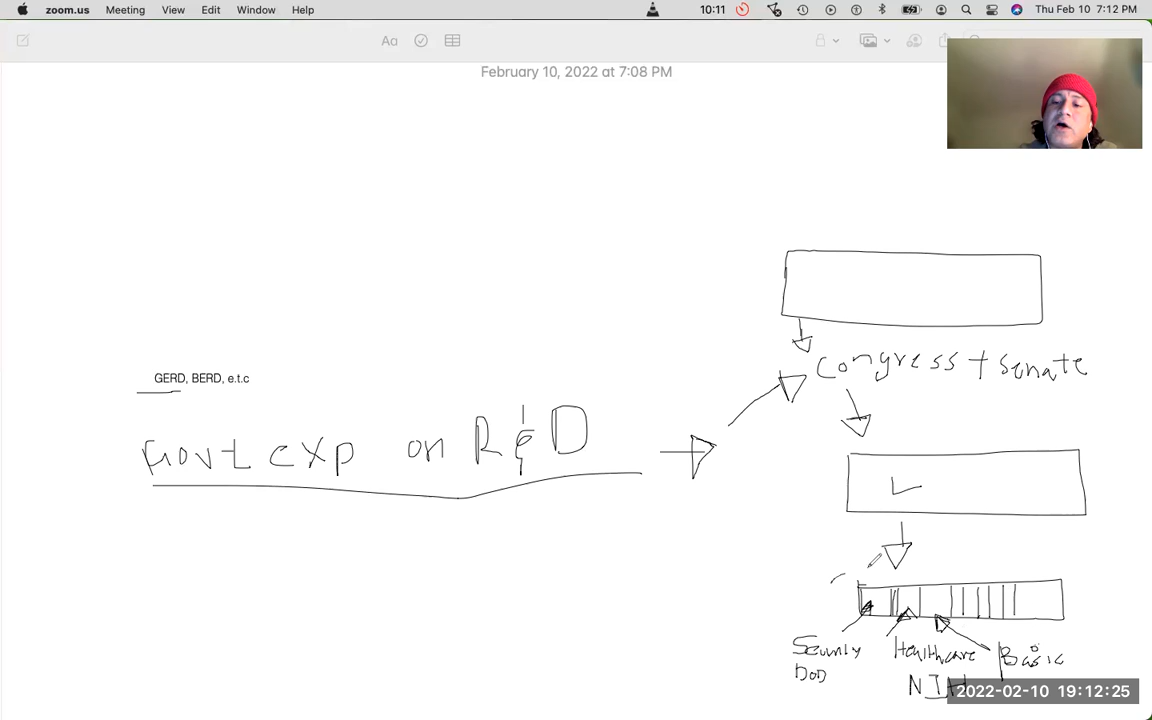 zoom.us Meeting View Edit Window Help 10:11 Thu Feb 10 7:12 PM
Aa
February 10, 2022 at 7:08 PM
Congress + Senate
GERD, BERD, e.t.c
Govt exp on R & D
Security Healthcare Basic
DOD NIH
2022-02-10 19:12:25